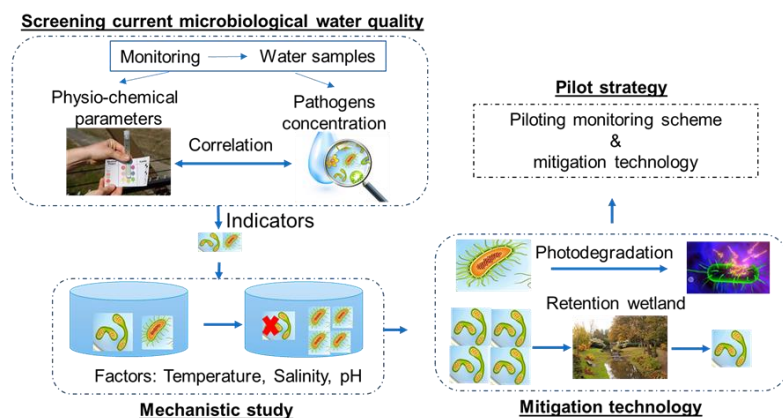 Screening current microbiological water quality
Monitoring
Water samples
Physio-chemical
parameters
Pathogens
concentration
Correlation
Indicators
Factors: Temperature, Salinity, pH
Mechanistic study
Pilot strategy
Piloting monitoring scheme
&
mitigation technology
Photodegradation
Retention wetland
Mitigation technology